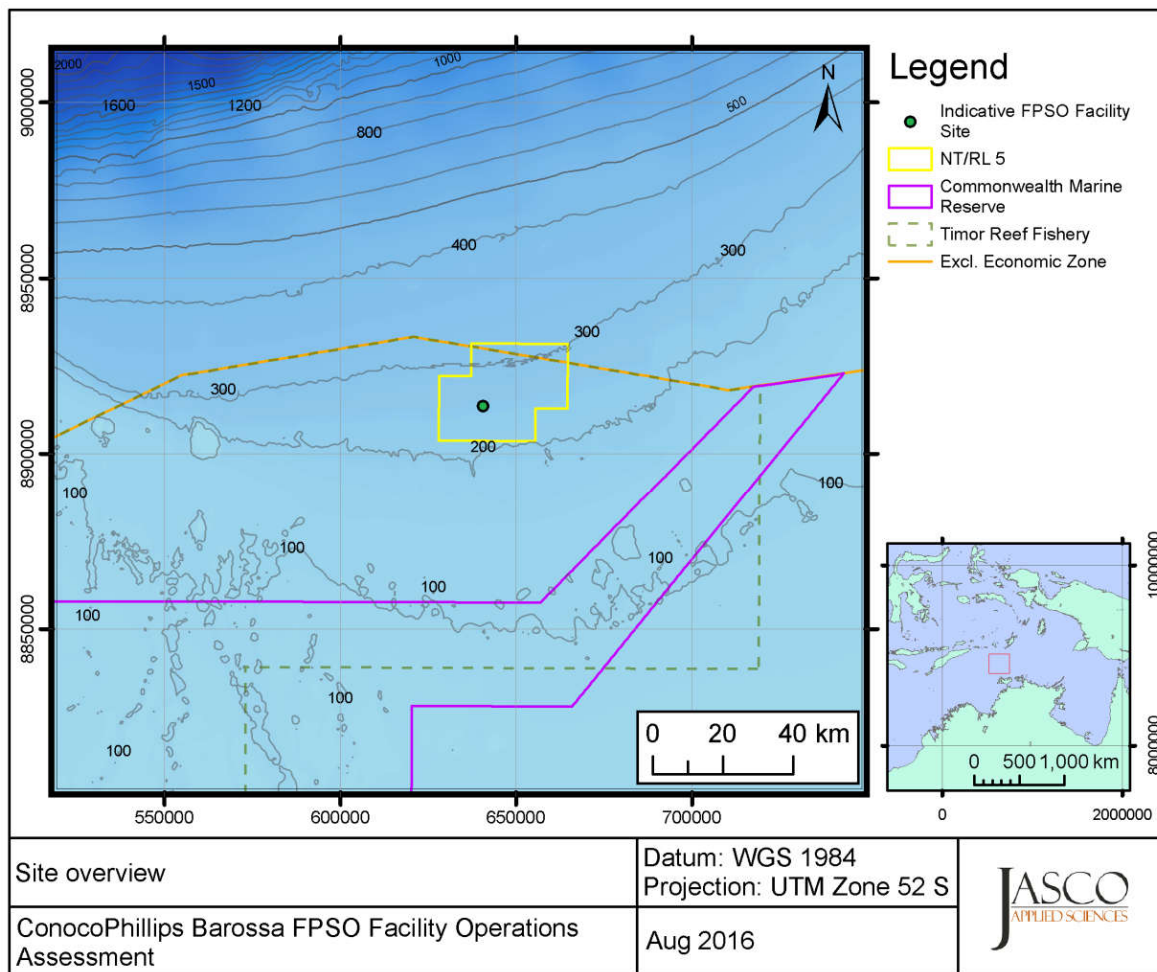 2000
1500
1600
1200
1000
800
500
400
300
300
300
200
100
100
100
100
100
100
100
100
N
9000000
8950000
8900000
8850000
550000
600000
650000
700000
0 20 40 km
Legend
Indicative FPSO Facility
Site
NT/RL 5
Commonwealth Marine
Reserve
Timor Reef Fishery
Excl. Economic Zone
10000000
8000000
0 500 1,000 km
0
2000000
Site overview
Datum: WGS 1984
Projection: UTM Zone 52 S
ConocoPhillips Barossa FPSO Facility Operations
Assessment
Aug 2016
JASCO
APPLIED SCIENCES